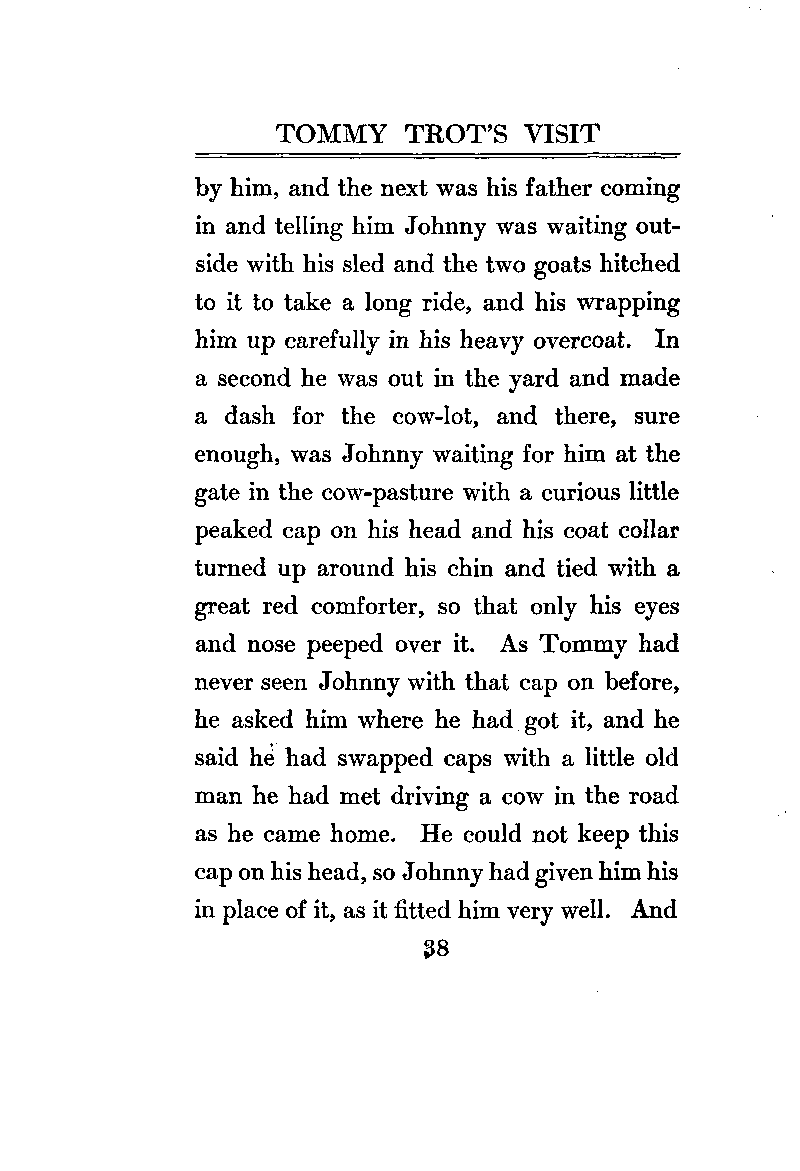 TOMMY TROT'S VISIT
by him, and the next was his father coming
in and telling him Johnny was waiting out-
side with his sled and the two goats hitched
to it to take a long ride, and his wrapping
him up carefully in his heavy overcoat. In
a second he was out in the yard and made
a dash for the cow-lot, and there, sure
enough, was Johnny waiting for him at the
gate in the cow-pasture with a curious little
peaked cap on his head and his coat collar
turned up around his chin and tied with a
great red comforter, so that only his eyes
and nose peeped over it. As Tommy had
never seen Johnny with that cap on before,
he asked him where he had got it, and he
said he had swapped caps with a little old
man he had met driving a cow in the road
as he came home. He could not keep this
cap on his head, so Johnny had given him his
in place of it, as it fitted him very well. And
38